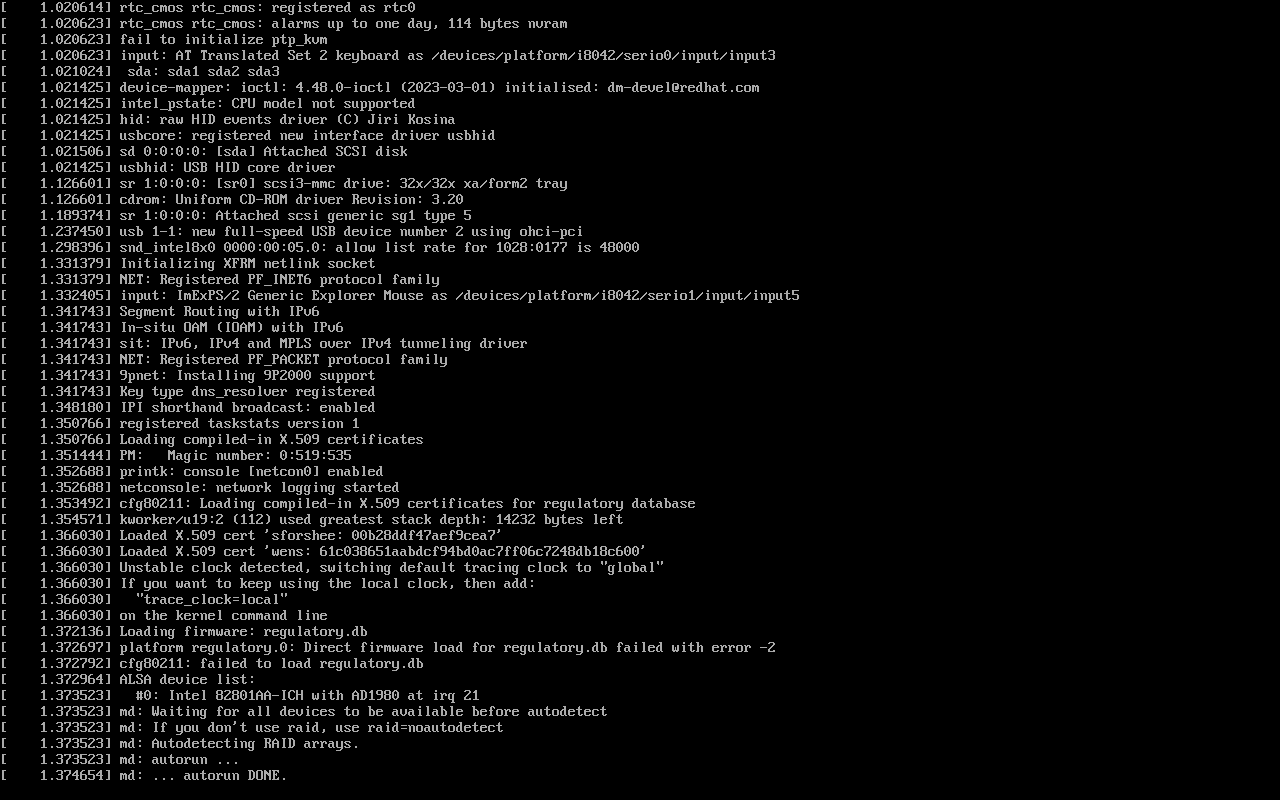 [    1.020614] rtc_cmos rtc_cmos: registered as rtc0
[    1.020623] rtc_cmos rtc_cmos: alarms up to one day, 114 bytes nvram
[    1.020623] fail to initialize ptp_kvm
[    1.020623] input: AT Translated Set 2 keyboard as /devices/platform/i8042/serio0/input/input3
[    1.021024]  sda: sda1 sda2 sda3
[    1.021425] device-mapper: ioctl: 4.48.0-ioctl (2023-03-01) initialised: dm-devel@redhat.com
[    1.021425] intel_pstate: CPU model not supported
[    1.021425] hid: raw HID events driver (C) Jiri Kosina
[    1.021425] usbcore: registered new interface driver usbhid
[    1.021506] sd 0:0:0:0: [sda] Attached SCSI disk
[    1.021425] usbhid: USB HID core driver
[    1.126601] sr 1:0:0:0: [sr0] scsi3-mmc drive: 32x/32x xa/form2 tray
[    1.126601] cdrom: Uniform CD-ROM driver Revision: 3.20
[    1.189374] sr 1:0:0:0: Attached scsi generic sg1 type 5
[    1.237450] usb 1-1: new full-speed USB device number 2 using ohci-pci
[    1.298396] snd_intel8x0 0000:00:05.0: allow list rate for 1028:0177 is 48000
[    1.331379] Initializing XFRM netlink socket
[    1.331379] NET: Registered PF_INET6 protocol family
[    1.332405] input: ImExPS/2 Generic Explorer Mouse as /devices/platform/i8042/serio1/input/input5
[    1.341743] Segment Routing with IPv6
[    1.341743] In-situ OAM (IOAM) with IPv6
[    1.341743] sit: IPv6, IPv4 and MPLS over IPv4 tunneling driver
[    1.341743] NET: Registered PF_PACKET protocol family
[    1.341743] 9pnet: Installing 9P2000 support
[    1.341743] Key type dns_resolver registered
[    1.348180] IPI shorthand broadcast: enabled
[    1.350766] registered taskstats version 1
[    1.350766] Loading compiled-in X.509 certificates
[    1.351444] PM:   Magic number: 0:519:535
[    1.352688] printk: console [netcon0] enabled
[    1.352688] netconsole: network logging started
[    1.353492] cfg80211: Loading compiled-in X.509 certificates for regulatory database
[    1.354571] kworker/u19:2 (112) used greatest stack depth: 14232 bytes left
[    1.366030] Loaded X.509 cert 'sforshee: 00b28ddf47aef9cea7'
[    1.366030] Loaded X.509 cert 'wens: 61c038651aabdcf94bd0ac7ff06c7248db18c600'
[    1.366030] Unstable clock detected, switching default tracing clock to "global"
[    1.366030] If you want to keep using the local clock, then add:
[    1.366030]   "trace_clock=local"
[    1.366030] on the kernel command line
[    1.372136] Loading firmware: regulatory.db
[    1.372697] platform regulatory.0: Direct firmware load for regulatory.db failed with error -2
[    1.372792] cfg80211: failed to load regulatory.db
[    1.372964] ALSA device list:
[    1.373523]   #0: Intel 82801AA-ICH with AD1980 at irq 21
[    1.373523] md: Waiting for all devices to be available before autodetect
[    1.373523] md: If you don't use raid, use raid=noautodetect
[    1.373523] md: Autodetecting RAID arrays.
[    1.373523] md: autorun ...
[    1.374654] md: ... autorun DONE.